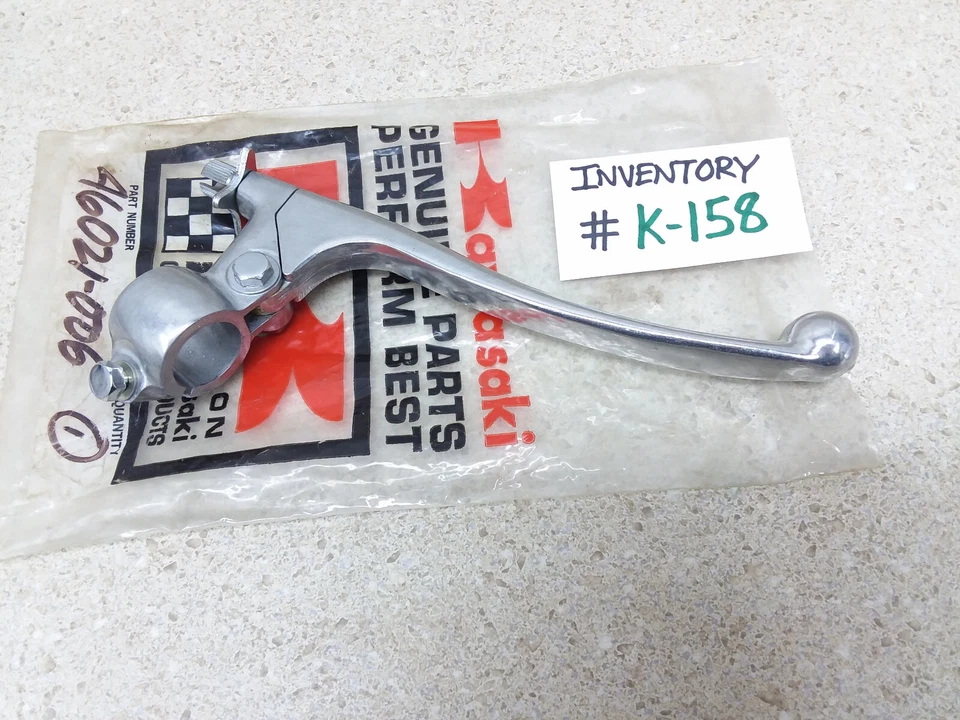 INVENTORY
# K-158
Kawasaki
GENUINE PARTS
PERFORM BEST
PART NUMBER
46021-006
QUANTITY
1